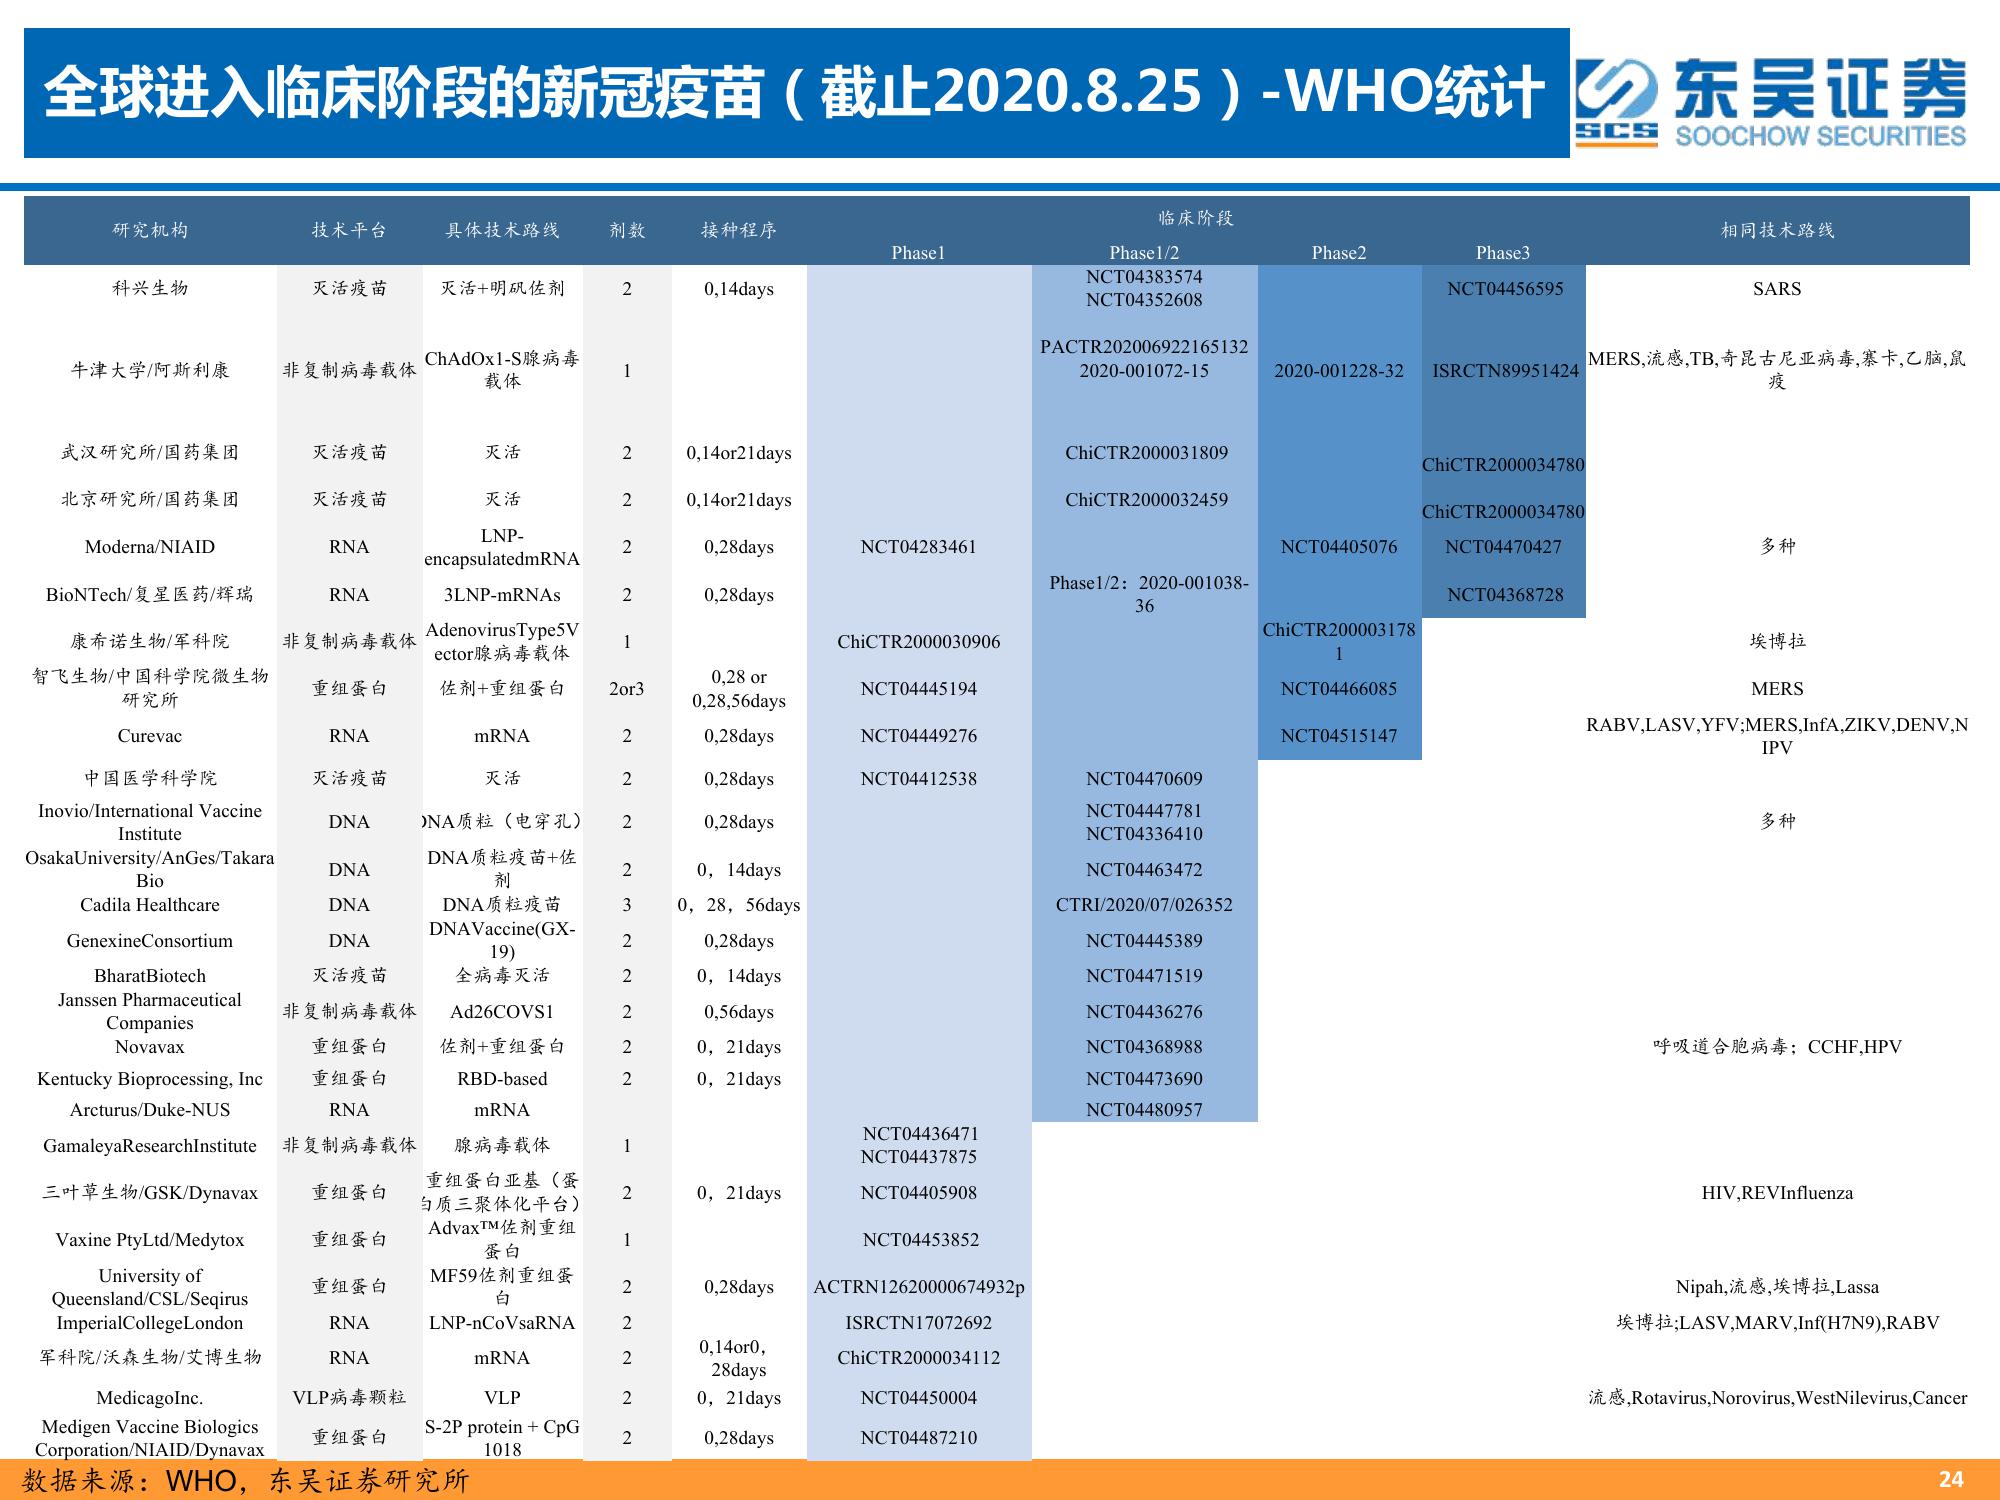 全球进入临床阶段的新冠疫苗（截止2020.8.25）-WHO统计
SCS
东吴证券
SOOCHOW SECURITIES
研究机构 技术平台 具体技术路线 剂数 接种程序 临床阶段 相同技术路线
Phase1 Phase1/2 Phase2 Phase3
科兴生物 灭活疫苗 灭活+明矾佐剂 2 0,14days NCT04383574 NCT04456595 SARS
NCT04352608
牛津大学/阿斯利康 非复制病毒载体 ChAdOx1-S腺病毒 1 PACTR202006922165132 2020-001228-32 ISRCTN89951424 MERS,流感,TB,奇昆古尼亚病毒,寨卡,乙脑,鼠
载体 2020-001072-15 疫
武汉研究所/国药集团 灭活疫苗 灭活 2 0,14or21days ChiCTR2000031809 ChiCTR2000034780
北京研究所/国药集团 灭活疫苗 灭活 2 0,14or21days ChiCTR2000032459 ChiCTR2000034780
Moderna/NIAID RNA LNP- 2 0,28days NCT04283461 NCT04405076 NCT04470427 多种
encapsulatedmRNA
BioNTech/复星医药/辉瑞 RNA 3LNP-mRNAs 2 0,28days Phase1/2：2020-001038- NCT04368728
36
康希诺生物/军科院 非复制病毒载体 AdenovirusType5V 1 ChiCTR2000030906 ChiCTR200003178 埃博拉
ector腺病毒载体 1
智飞生物/中国科学院微生物 重组蛋白 佐剂+重组蛋白 2or3 0,28 or NCT04445194 NCT04466085 MERS
研究所 0,28,56days
Curevac RNA mRNA 2 0,28days NCT04449276 NCT04515147 RABV,LASV,YFV;MERS,InfA,ZIKV,DENV,N
IPV
中国医学科学院 灭活疫苗 灭活 2 0,28days NCT04412538 NCT04470609
Inovio/International Vaccine DNA DNA质粒（电穿孔） 2 0,28days NCT04447781 多种
Institute NCT04336410
OsakaUniversity/AnGes/Takara DNA DNA质粒疫苗+佐 2 0，14days NCT04463472
Bio 剂
Cadila Healthcare DNA DNA质粒疫苗 3 0，28，56days CTRI/2020/07/026352
GenexineConsortium DNA DNAVaccine(GX- 2 0,28days NCT04445389
19)
BharatBiotech 灭活疫苗 全病毒灭活 2 0，14days NCT04471519
Janssen Pharmaceutical 非复制病毒载体 Ad26COVS1 2 0,56days NCT04436276
Companies
Novavax 重组蛋白 佐剂+重组蛋白 2 0，21days NCT04368988 呼吸道合胞病毒；CCHF,HPV
Kentucky Bioprocessing, Inc 重组蛋白 RBD-based 2 0，21days NCT04473690
Arcturus/Duke-NUS RNA mRNA NCT04480957
GamaleyaResearchInstitute 非复制病毒载体 腺病毒载体 1 NCT04436471
NCT04437875
三叶草生物/GSK/Dynavax 重组蛋白 重组蛋白亚基（蛋 2 0，21days NCT04405908 HIV,REVInfluenza
白质三聚体化平台）
Vaxine PtyLtd/Medytox 重组蛋白 Advax™佐剂重组 1 NCT04453852
蛋白
University of 重组蛋白 MF59佐剂重组蛋 2 0,28days ACTRN12620000674932p Nipah,流感,埃博拉,Lassa
Queensland/CSL/Seqirus 白
ImperialCollegeLondon RNA LNP-nCoVsaRNA 2 ISRCTN17072692 埃博拉;LASV,MARV,Inf(H7N9),RABV
军科院/沃森生物/艾博生物 RNA mRNA 2 0,14or0， ChiCTR2000034112
28days
MedicagoInc. VLP病毒颗粒 VLP 2 0，21days NCT04450004 流感,Rotavirus,Norovirus,WestNilevirus,Cancer
Medigen Vaccine Biologics 重组蛋白 S-2P protein + CpG 2 0,28days NCT04487210
Corporation/NIAID/Dynavax 1018
数据来源：WHO，东吴证券研究所
24